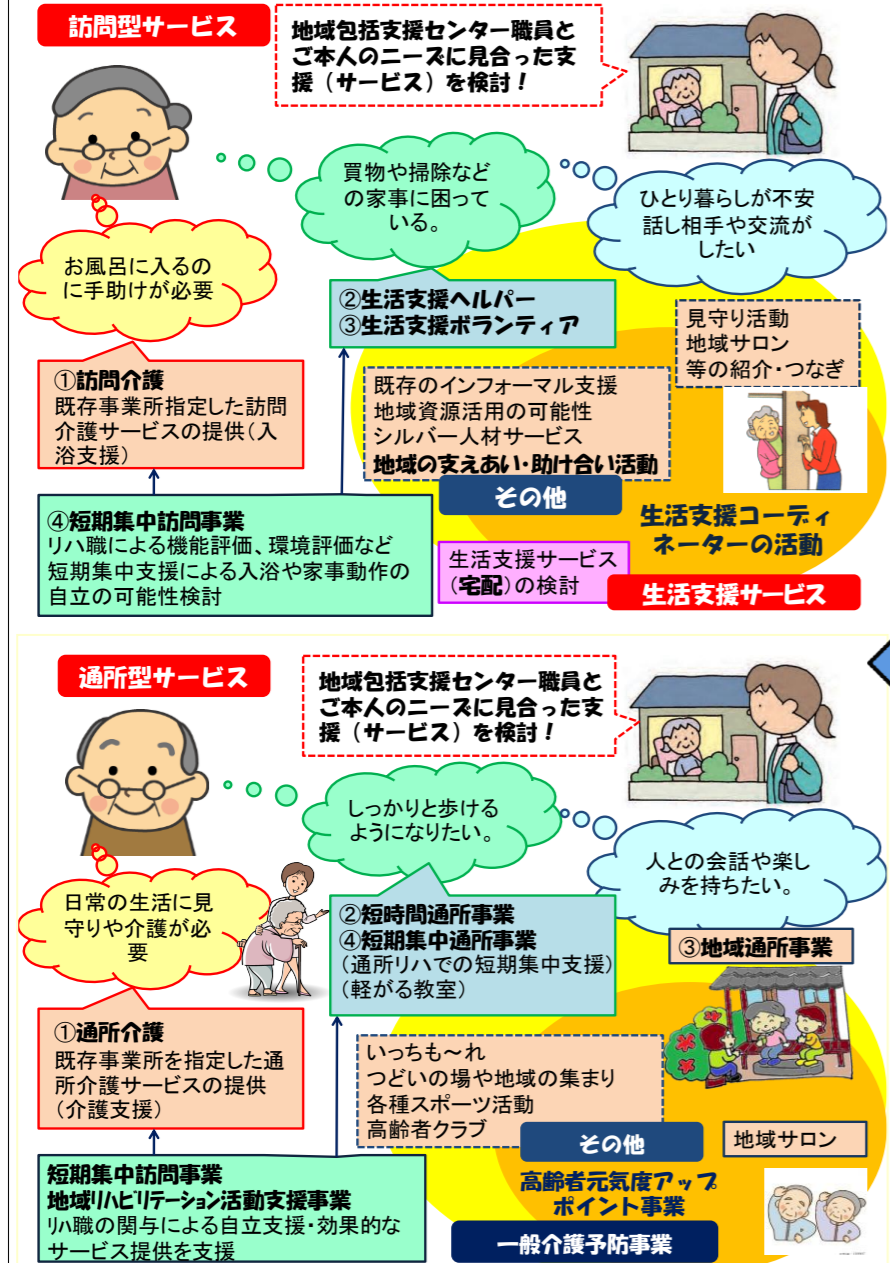 訪問型サービス
地域包括支援センター職員と
ご本人のニーズに見合った支
援（サービス）を検討！
買物や掃除など
の家事に困って
いる。
ひとり暮らしが不安
話し相手や交流が
したい
お風呂に入るの
に手助けが必要
②生活支援ヘルパー
③生活支援ボランティア
見守り活動
地域サロン
等の紹介・つなぎ
①訪問介護
既存事業所指定した訪問
介護サービスの提供（入
浴支援）
既存のインフォーマル支援
地域資源活用の可能性
シルバー人材サービス
地域の支えあい・助け合い活動
その他
生活支援コーディ
ネーターの活動
④短期集中訪問事業
リハ職による機能評価、環境評価など
短期集中支援による入浴や家事動作の
自立の可能性検討
生活支援サービス
（宅配）の検討
生活支援サービス
通所型サービス
地域包括支援センター職員と
ご本人のニーズに見合った支
援（サービス）を検討！
しっかりと歩ける
ようになりたい。
人との会話や楽し
みを持ちたい。
日常の生活に見
守りや介護が必
要
②短時間通所事業
④短期集中通所事業
（通所リハでの短期集中支援）
（軽がる教室）
③地域通所事業
①通所介護
既存事業所を指定した通
所介護サービスの提供
（介護支援）
いっちも～れ
つどいの場や地域の集まり
各種スポーツ活動
高齢者クラブ
その他
地域サロン
短期集中訪問事業
地域リハビリテーション活動支援事業
リハ職の関与による自立支援・効果的な
サービス提供を支援
高齢者元気度アップ
ポイント事業
一般介護予防事業